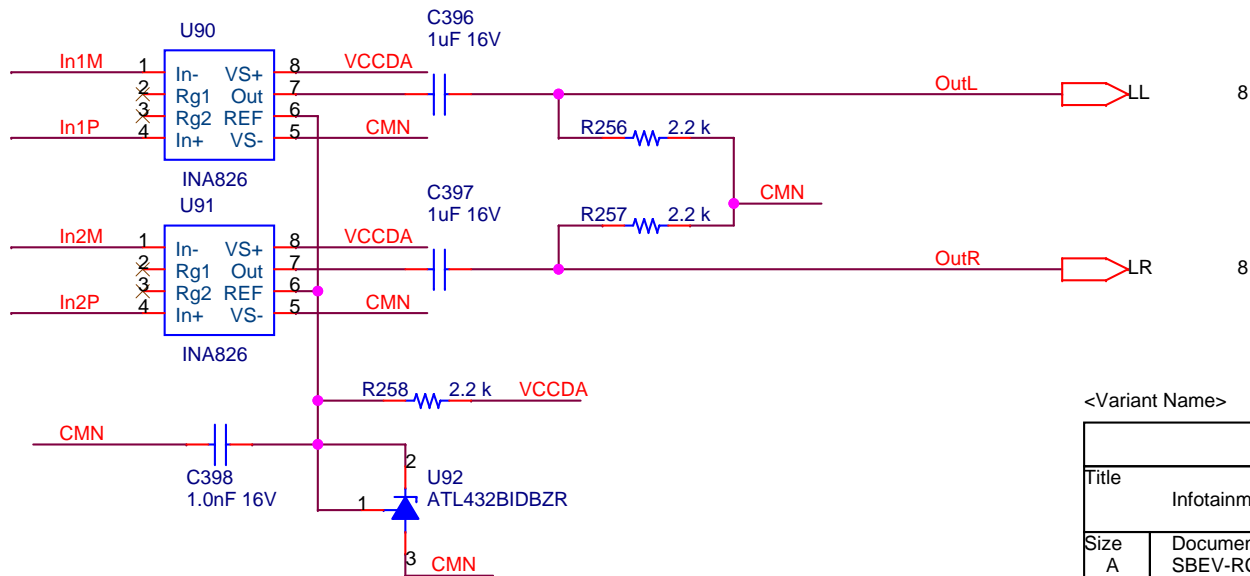 U90
In1M 1 In- VS+ 8 VCCDA
2 Rg1 Out 7
3 Rg2 REF 6
In1P 4 In+ VS- 5 CMN
INA826
C396
1uF 16V
OutL LL 8
R256 2.2 k
CMN
R257 2.2 k
U91
In2M 1 In- VS+ 8 VCCDA
2 Rg1 Out 7
3 Rg2 REF 6
In2P 4 In+ VS- 5 CMN
INA826
C397
1uF 16V
OutR LR 8
R258 2.2 k VCCDA
CMN
C398
1.0nF 16V
2
U92
1 ATL432BIDBZR
3 CMN
<Variant Name>
Title
Size
A